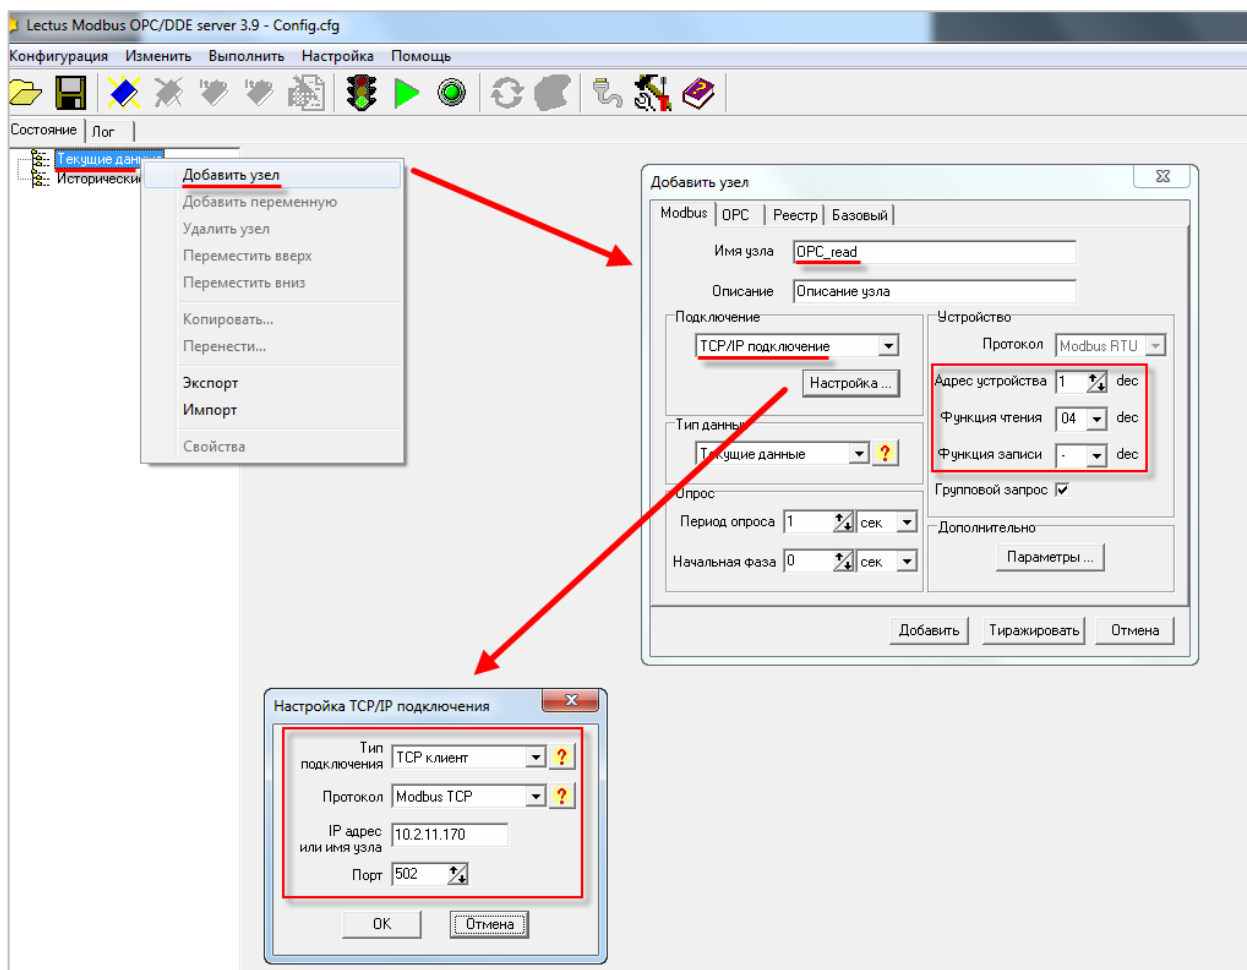 Lectus Modbus OPC/DDE server 3.9 - Config.cfg
Конфигурация Изменить Выполнить Настройка Помощь
Состояние Лог
Текущие данные
Исторические
Добавить узел
Добавить переменную
Удалить узел
Переместить вверх
Переместить вниз
Копировать...
Перенести...
Экспорт
Импорт
Свойства
Добавить узел
Modbus OPC Реестр Базовый
Имя узла OPC_read
Описание Описание узла
Подключение
TCP/IP подключение
Настройка ...
Тип данных
Текущие данные ?
Опрос
Период опроса 1 сек
Начальная фаза 0 сек
Устройство
Протокол Modbus RTU
Адрес устройства 1 dec
Функция чтения 04 dec
Функция записи - dec
Групповой запрос
Дополнительно
Параметры ...
Добавить Тиражировать Отмена
Настройка TCP/IP подключения
Тип
подключения TCP клиент ?
Протокол Modbus TCP ?
IP адрес
или имя узла 10.2.11.170
Порт 502
OK Отмена